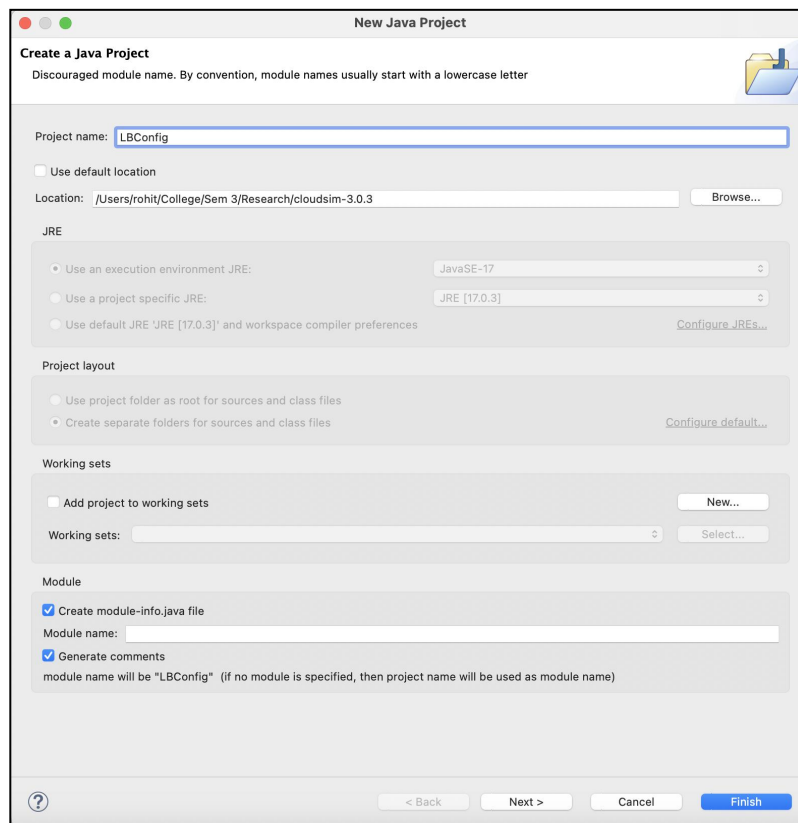 New Java Project
Create a Java Project
Discouraged module name. By convention, module names usually start with a lowercase letter
Project name: LBConfig
Use default location
Location: /Users/rohit/College/Sem 3/Research/cloudsim-3.0.3 Browse...
JRE
Use an execution environment JRE: JavaSE-17
Use a project specific JRE: JRE [17.0.3]
Use default JRE 'JRE [17.0.3]' and workspace compiler preferences Configure JREs...
Project layout
Use project folder as root for sources and class files
Create separate folders for sources and class files Configure default...
Working sets
Add project to working sets New...
Working sets: Select...
Module
Create module-info.java file
Module name:
Generate comments
module name will be "LBConfig" (if no module is specified, then project name will be used as module name)
? < Back Next > Cancel Finish